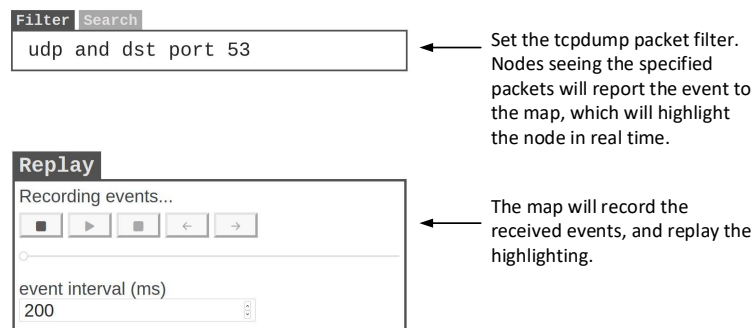 Filter Search
udp and dst port 53
Set the tcpdump packet filter.
Nodes seeing the specified
packets will report the event to
the map, which will highlight
the node in real time.
Replay
Recording events...
event interval (ms)
200
The map will record the
received events, and replay the
highlighting.